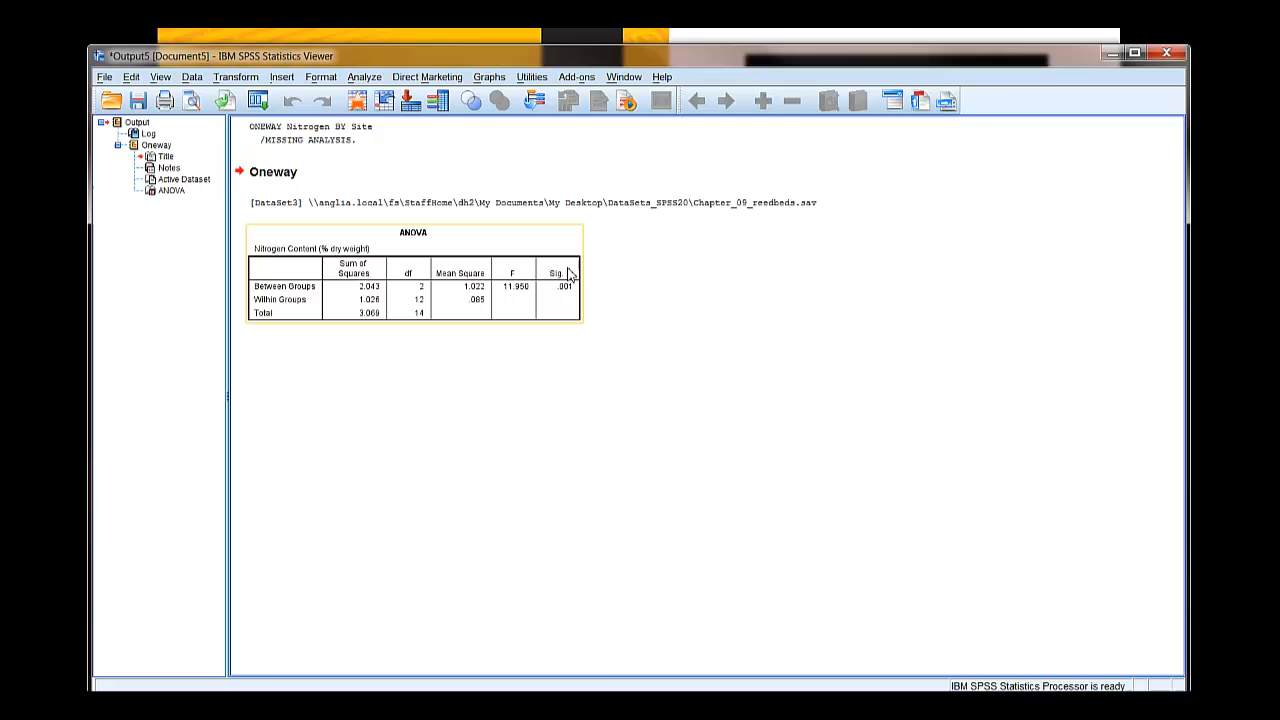 *Output5 [Document5] - IBM SPSS Statistics Viewer
File Edit View Data Transform Insert Format Analyze Direct Marketing Graphs Utilities Add-ons Window Help
Output
Log
Oneway
Title
Notes
Active Dataset
ANOVA
ONEWAY Nitrogen BY Site
/MISSING ANALYSIS.
Oneway
[DataSet3] \\anglia.local\fs\StaffHome\dh2\My Documents\My Desktop\DataSets_SPSS20\Chapter_09_reedbeds.sav
ANOVA
Nitrogen Content (% dry weight)
Sum of Squares df Mean Square F Sig.
Between Groups 2.043 2 1.022 11.950 .001
Within Groups 1.026 12 .085
Total 3.069 14
IBM SPSS Statistics Processor is ready